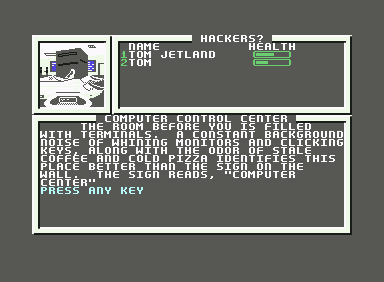 HACKERS?
NAME HEALTH
1TOM JETLAND
2TOM
COMPUTER CONTROL CENTER
THE ROOM BEFORE YOU IS FILLED
WITH TERMINALS. A CONSTANT BACKGROUND
NOISE OF WHINING MONITORS AND CLICKING
KEYS, ALONG WITH THE ODOR OF STALE
COFFEE AND COLD PIZZA IDENTIFIES THIS
PLACE BETTER THAN THE SIGN ON THE
WALL. THE SIGN READS, "COMPUTER
CENTER"
PRESS ANY KEY